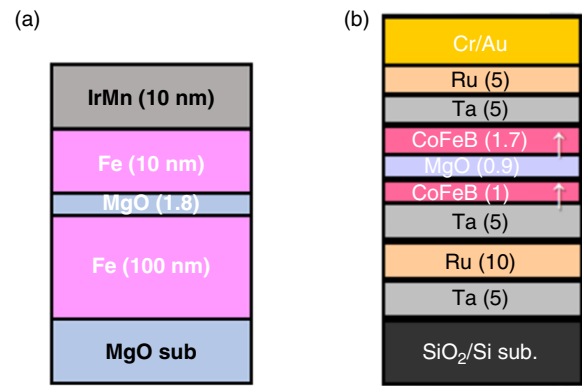 (a)
IrMn (10 nm)
Fe (10 nm)
MgO (1.8)
Fe (100 nm)
MgO sub
(b)
Cr/Au
Ru (5)
Ta (5)
CoFeB (1.7)
MgO (0.9)
CoFeB (1)
Ta (5)
Ru (10)
Ta (5)
SiO₂/Si sub.